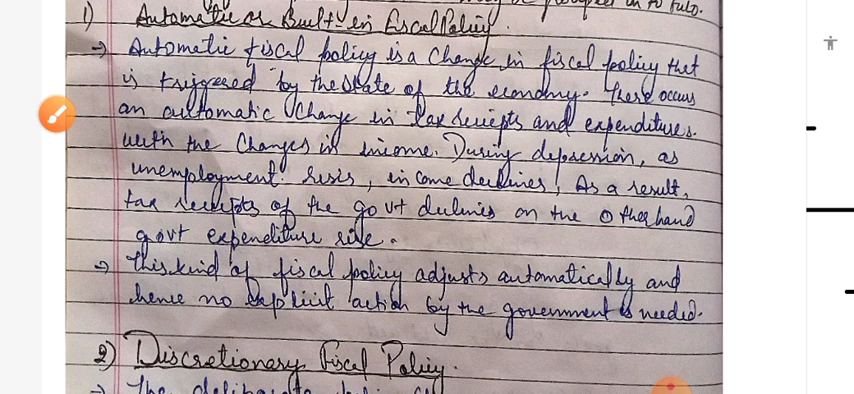 1) Automatic or Built-in Fiscal Policy.
→ Automatic fiscal policy is a change in fiscal policy that
is triggered by the state of the economy. There occurs
an automatic change in tax receipts and expenditures.
with the changes in income. During depression, as
unemployment rises, income declines, As a result,
tax receipts of the govt declines on the otherhand
govt expenditure rise.
→ This kind of fiscal policy adjusts automatically and
hence no explicit action by the government is needed.
2) Discretionary Fiscal Policy.
→ The deliberate